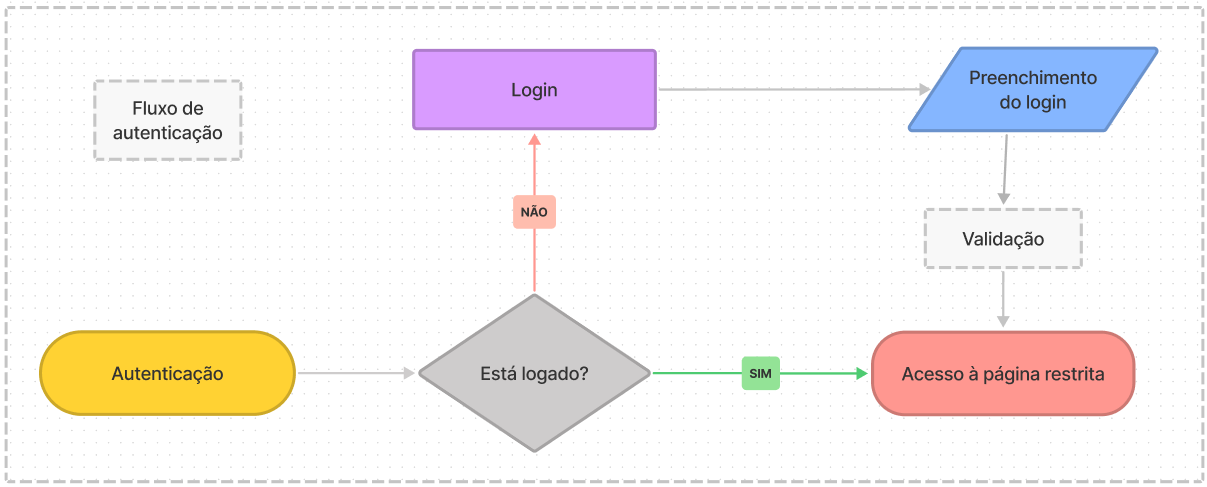 Fluxo de
autenticação
Login
Preenchimento
do login
NÃO
Validação
Autenticação
Está logado?
SIM
Acesso à página restrita